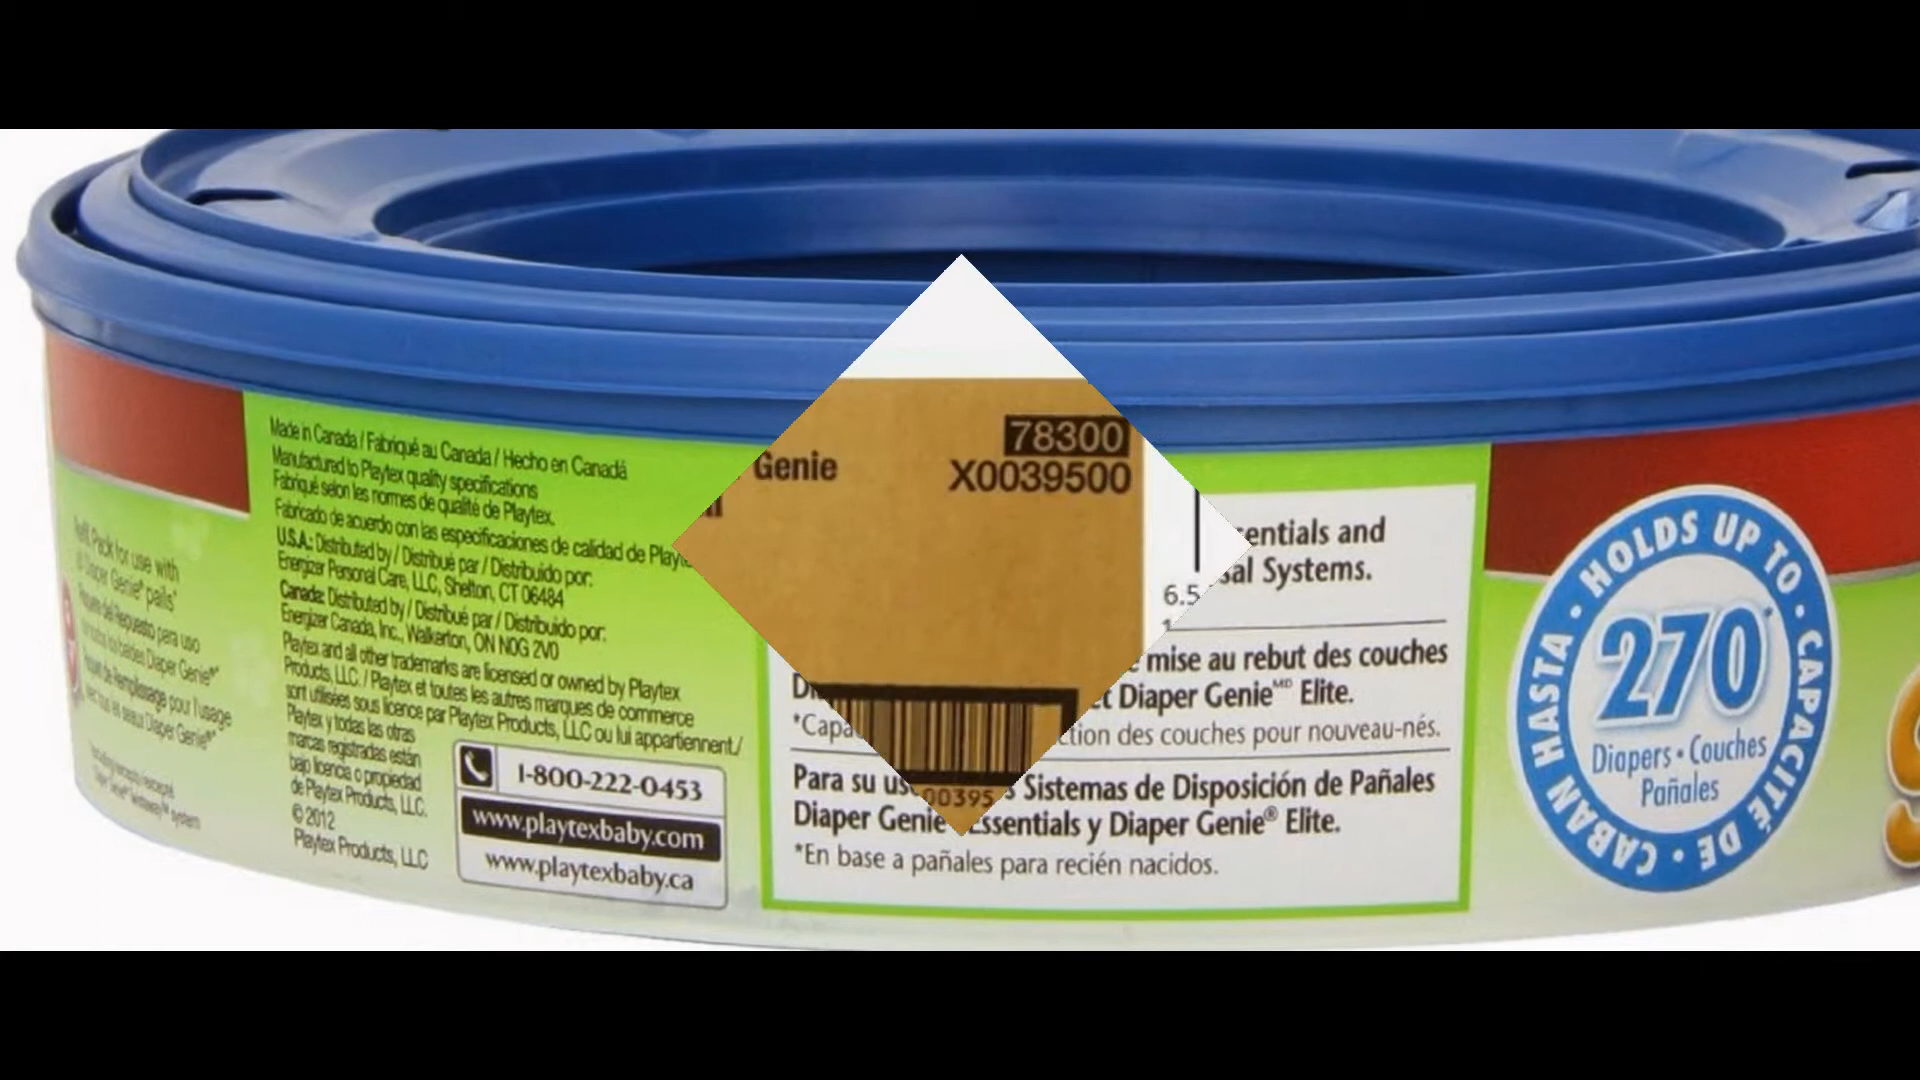 Made in Canada / Fabriqué au Canada / Hecho en Canadá
Manufactured to Playtex quality specifications
Fabriqué selon les normes de qualité de Playtex.
Fabricado de acuerdo con las especificaciones de calidad de
U.S.A.: Distributed by / Distribué par / Distribuido por:
Energizer Personal Care, LLC, Shelton, CT 06484
Canada: Distributed by / Distribué par / Distribuido por:
Energizer Canada, Inc., Walkerton, ON N0G 2V0
Playtex and all other trademarks are licensed or owned by Playtex
Products, LLC. / Playtex et toutes les autres marques de commerce
sont utilisées sous licence par Playtex Products, LLC ou lui appartiennent./
Playtex y todas las otras
marcas registradas están
bajo licencia o propiedad
de Playtex Products, LLC.
© 2012
Playtex Products, LLC
1-800-222-0453
www.playtexbaby.com
www.playtexbaby.ca
Pack for use with
Diaper Genie® pails*
del Repuesto para uso
Diaper Genie®*
de Remplissage pour l'usage
Diaper Genie®*
Genie
78300
X0039500
6.5
00395
and
Systems.
mise au rebut des couches
et Diaper Genie MD Elite.
des couches pour nouveau-nés.
Para su Sistemas de Disposición de Pañales
Diaper Genie Essentials y Diaper Genie® Elite.
*En base a pañales para recién nacidos.
HOLDS UP TO • CAPACITÉ DE • CABAN HASTA •
270*
Diapers • Couches
Pañales